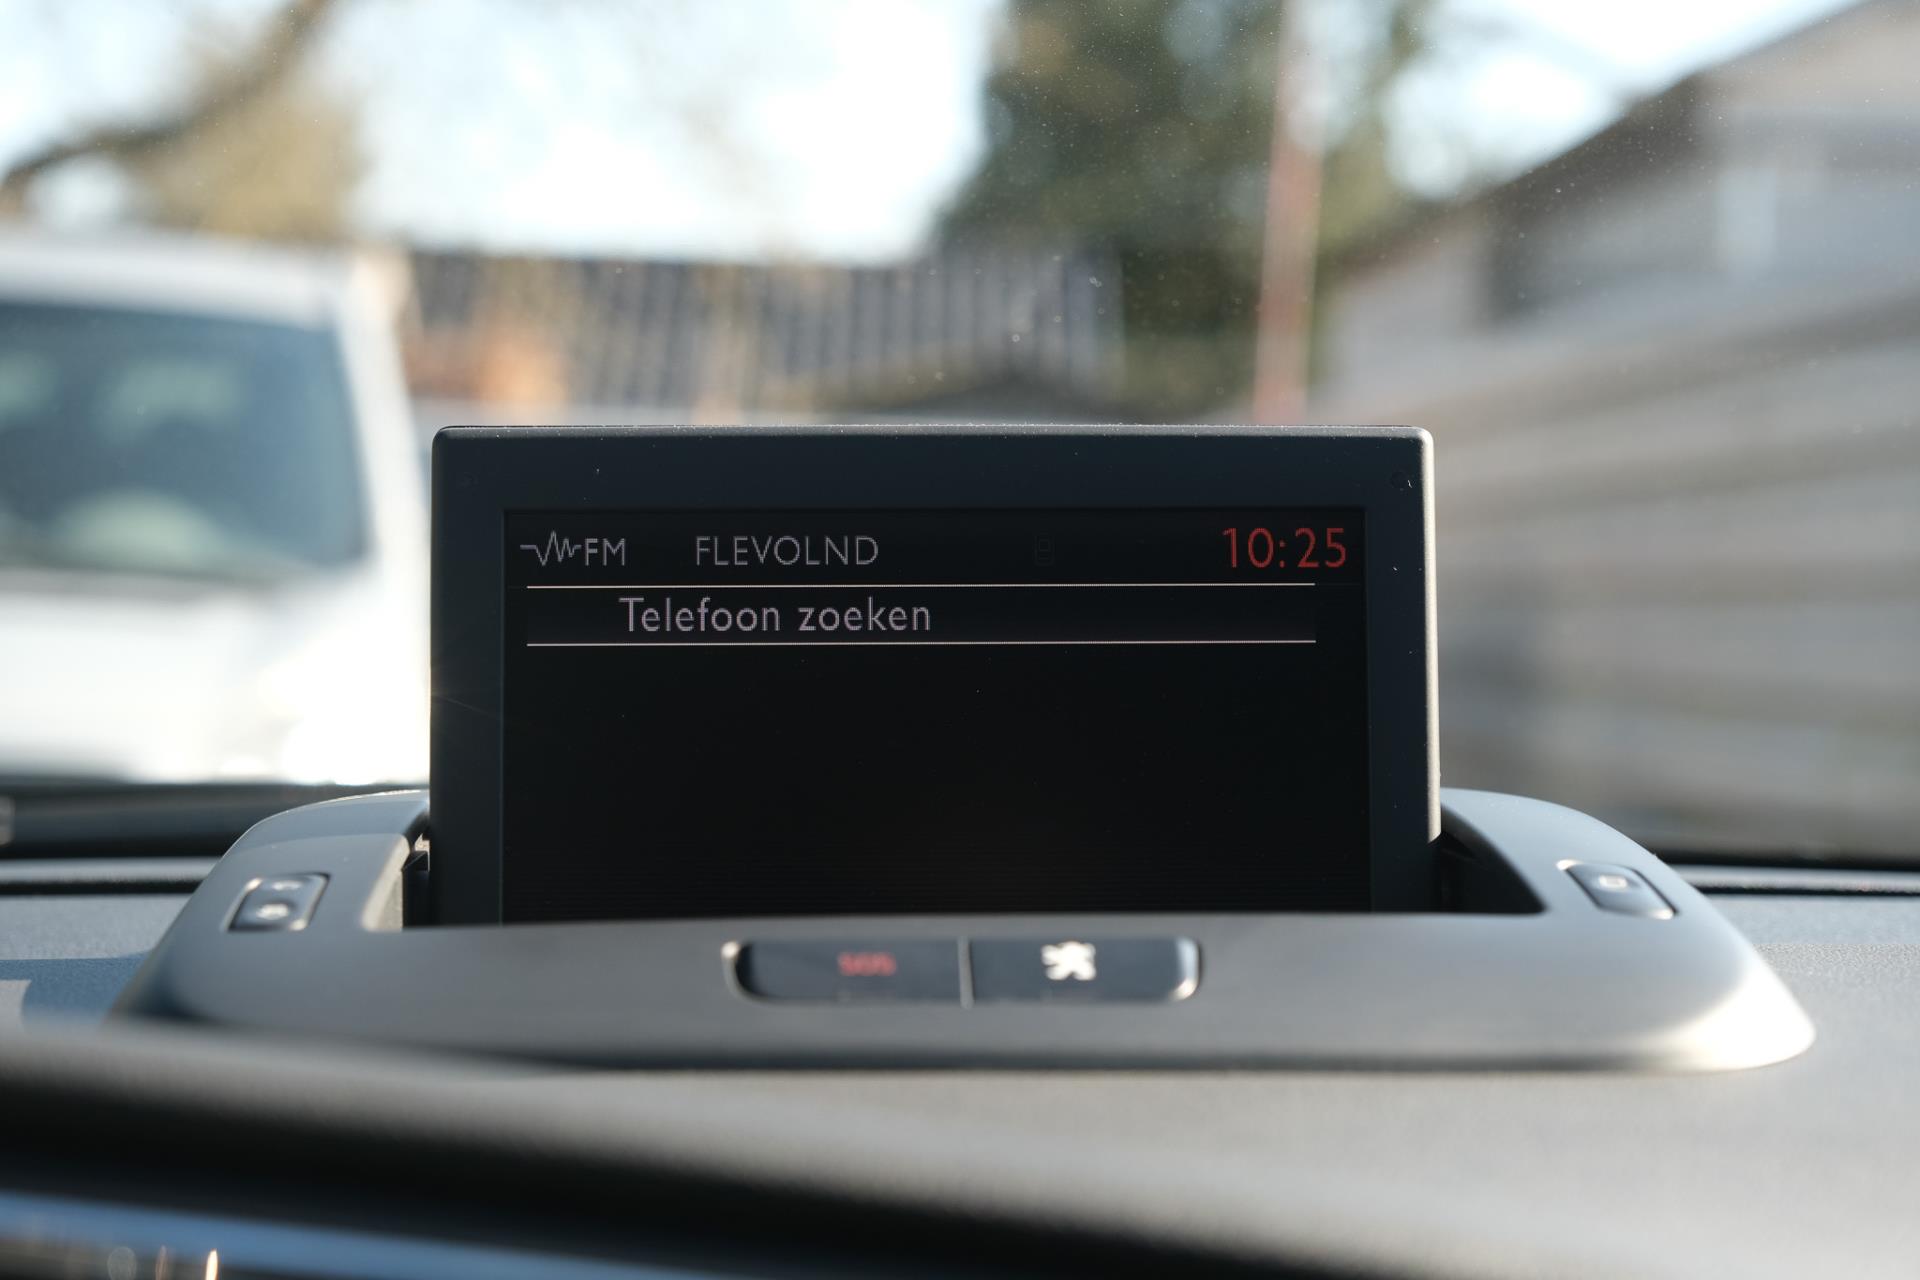 FM FLEVOLND 10:25
Telefoon zoeken
SOS